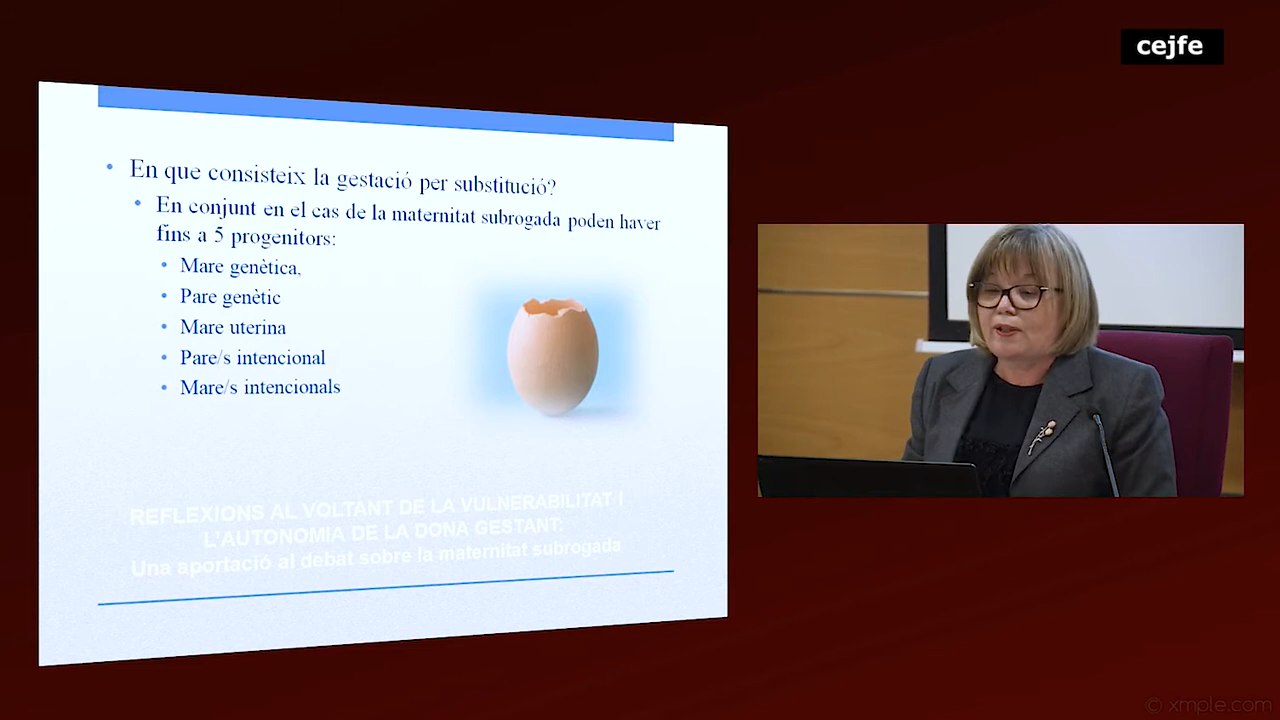 cejfe
En que consisteix la gestació per substitució?
En conjunt en el cas de la maternitat subrogada poden haver
fins a 5 progenitors:
Mare genètica,
Pare genètic
Mare uterina
Pare/s intencional
Mare/s intencionals
REFLEXIONS AL VOLTANT DE LA VULNERABILITAT I
L'AUTONOMIA DE LA DONA GESTANT:
Una aportació al debat sobre la maternitat subrogada
© xmple.com